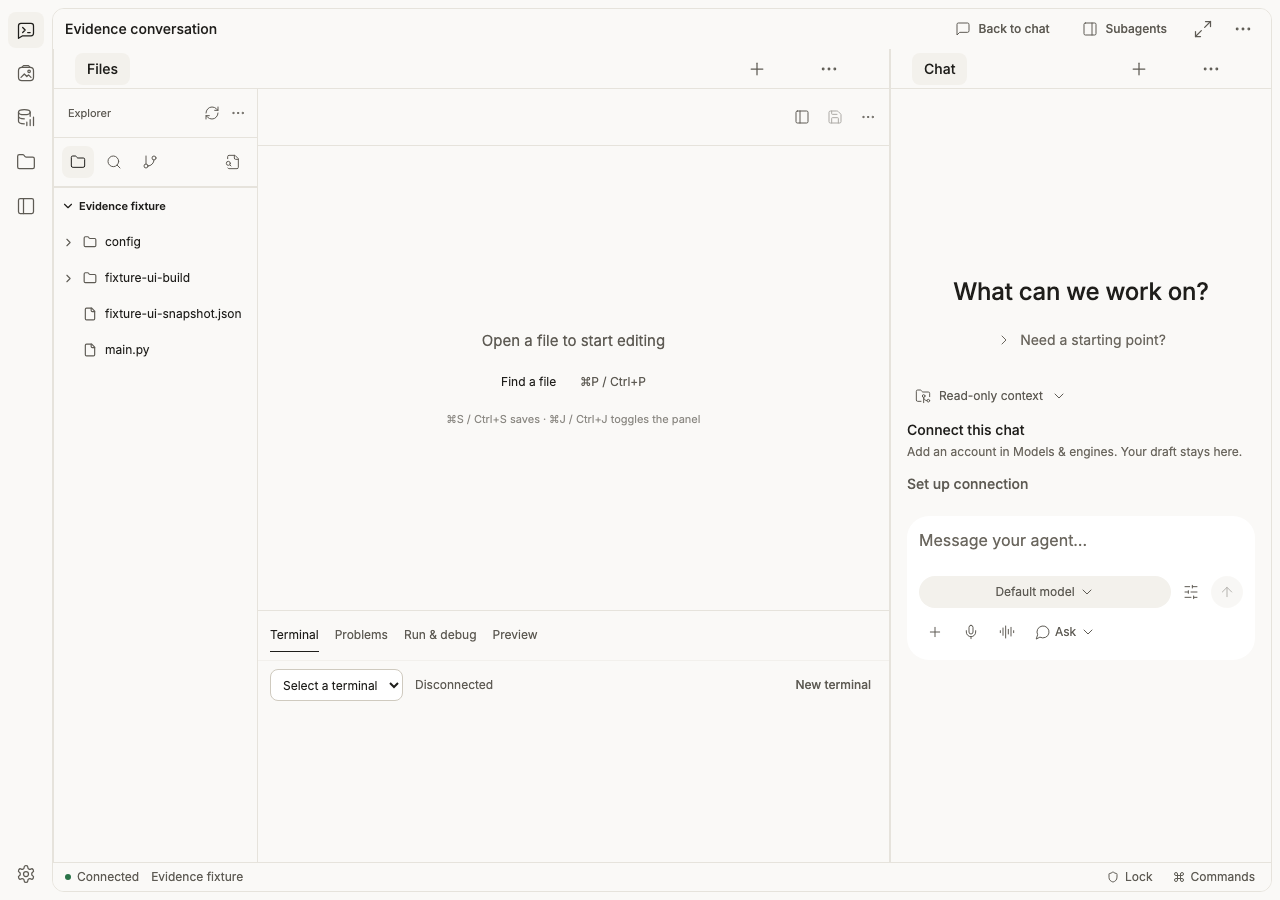 Evidence conversation
Back to chat
Subagents
Files
Chat
Explorer
Evidence fixture
config
fixture-ui-build
fixture-ui-snapshot.json
main.py
Open a file to start editing
Find a file ⌘P / Ctrl+P
⌘S / Ctrl+S saves · ⌘J / Ctrl+J toggles the panel
Terminal Problems Run & debug Preview
Select a terminal Disconnected New terminal
What can we work on?
Need a starting point?
Read-only context
Connect this chat
Add an account in Models & engines. Your draft stays here.
Set up connection
Message your agent...
Default model
Ask
Connected Evidence fixture
Lock ⌘ Commands